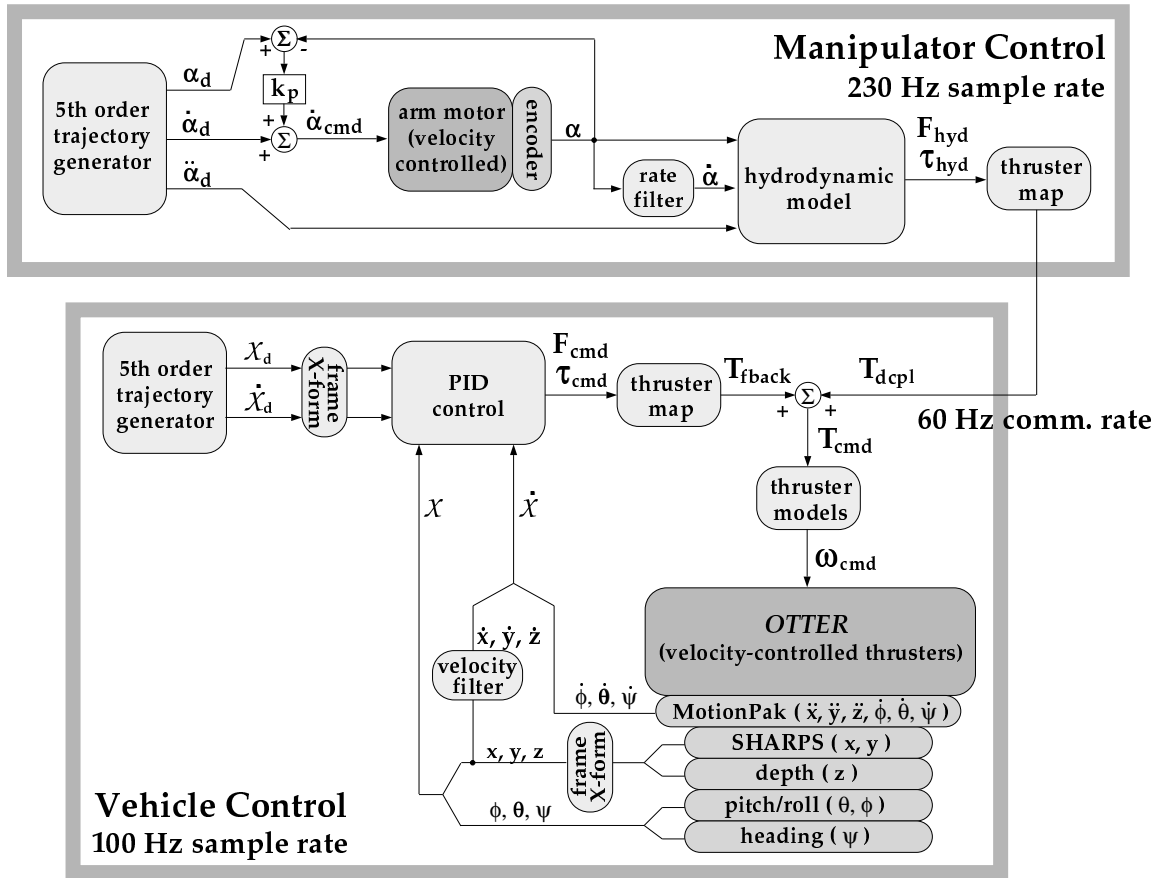 Manipulator Control
230 Hz sample rate
5th order
trajectory
generator
α_d
α̇_d
α̈_d
Σ
+
-
k_p
+
+
Σ
α̇_cmd
arm motor
(velocity
controlled)
encoder
α
rate
filter
α̇
hydrodynamic
model
F_hyd
τ_hyd
thruster
map
5th order
trajectory
generator
X_d
Ẋ_d
frame
X-form
PID
control
F_cmd
τ_cmd
thruster
map
T_fback
Σ
+
+
T_dcpl
60 Hz comm. rate
T_cmd
thruster
models
ω_cmd
X
Ẋ
OTTER
(velocity-controlled thrusters)
ẋ, ẏ, ż
velocity
filter
ϕ̇, θ̇, ψ̇
MotionPak ( ẍ, ÿ, z̈, ϕ̇, θ̇, ψ̇ )
x, y, z
frame
X-form
SHARPS ( x, y )
depth ( z )
ϕ, θ, ψ
pitch/roll ( θ, ϕ )
heading ( ψ )
Vehicle Control
100 Hz sample rate